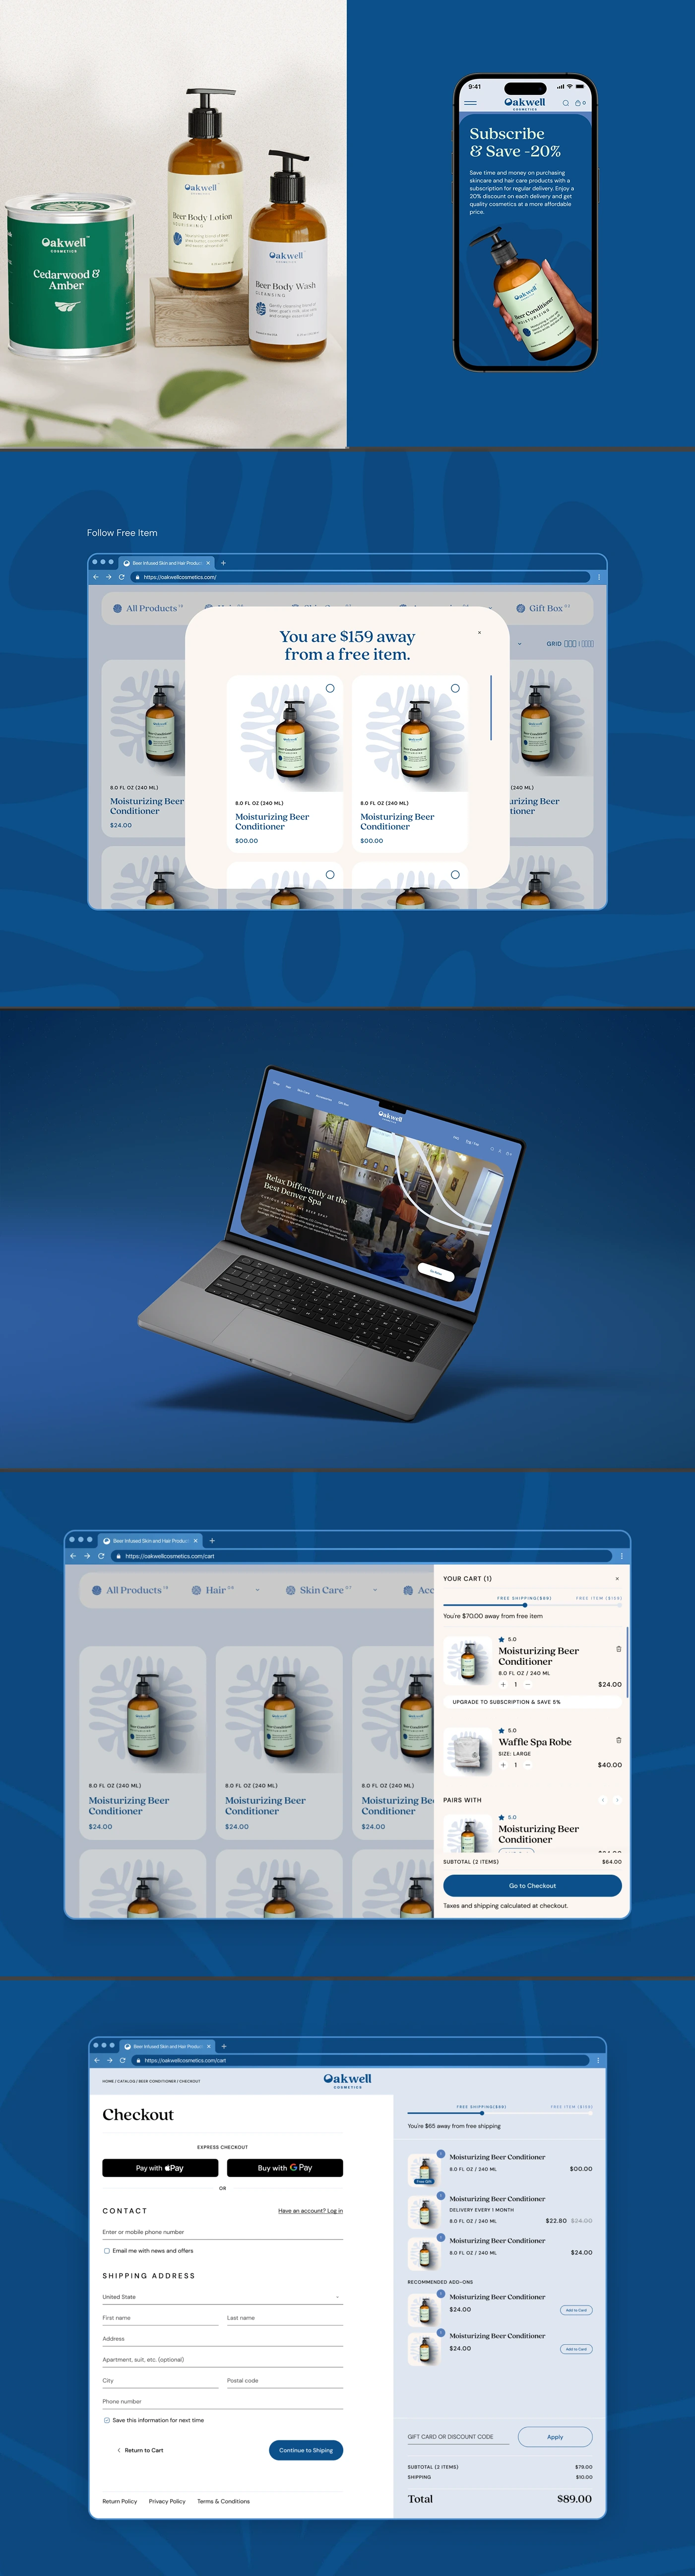 Oakwell
COSMETICS
Cedarwood &
Amber
Oakwell
Beer Body Lotion
NOURISHING
Oakwell
Beer Body Wash
CLEANSING
9:41
Oakwell
COSMETICS
0
Subscribe
& Save -20%
Save time and money on purchasing
skincare and hair care products with a
subscription for regular delivery. Enjoy a
20% discount on each delivery and get
quality cosmetics at a more affordable
price.
Oakwell
Beer Conditioner
MOISTURIZING
Follow Free Item
Beer Infused Skin and Hair Produc
https://oakwellcosmetics.com/
All Products
Gift Box
GRID
You are $159 away
from a free item.
8.0 FL OZ (240 ML)
Moisturizing Beer
Conditioner
$24.00
8.0 FL OZ (240 ML)
Moisturizing Beer
Conditioner
$00.00
8.0 FL OZ (240 ML)
Moisturizing Beer
Conditioner
$00.00
(240 ML)
urizing Beer
tioner
Oakwell
Relax Differently at the
Best Denver Spa
Beer Infused Skin and Hair Produc
https://oakwellcosmetics.com/cart
All Products
Hair
Skin Care
Acc
8.0 FL OZ (240 ML)
Moisturizing Beer
Conditioner
$24.00
8.0 FL OZ (240 ML)
Moisturizing Beer
Conditioner
$24.00
8.0 FL OZ (240 ML)
Moisturizing Be
Conditioner
$24.00
YOUR CART (1)
FREE SHIPPING($89)
FREE ITEM ($159)
You're $70.00 away from free item
5.0
Moisturizing Beer
Conditioner
8.0 FL OZ / 240 ML
1
$24.00
UPGRADE TO SUBSCRIPTION & SAVE 5%
5.0
Waffle Spa Robe
SIZE: LARGE
1
$40.00
PAIRS WITH
5.0
Moisturizing Beer
Conditioner
SUBTOTAL (2 ITEMS) $64.00
Go to Checkout
Taxes and shipping calculated at checkout.
Beer Infused Skin and Hair Produc
https://oakwellcosmetics.com/cart
HOME / CATALOG / BEER CONDITIONER / CHECKOUT
Oakwell
COSMETICS
Checkout
EXPRESS CHECKOUT
Pay with Pay
Buy with G Pay
OR
CONTACT
Have an account? Log in
Enter or mobile phone number
Email me with news and offers
SHIPPING ADDRESS
United State
First name
Last name
Address
Apartment, suit, etc. (optional)
City
Postal code
Phone number
Save this information for next time
Return to Cart
Continue to Shiping
Return Policy
Privacy Policy
Terms & Conditions
FREE SHIPPING($89)
FREE ITEM ($159)
You're $65 away from free shipping
Moisturizing Beer Conditioner
8.0 FL OZ / 240 ML
$00.00
Moisturizing Beer Conditioner
DELIVERY EVERY 1 MONTH
8.0 FL OZ / 240 ML
$22.80 $24.00
Moisturizing Beer Conditioner
8.0 FL OZ / 240 ML
$24.00
RECOMMENDED ADD-ONS
Moisturizing Beer Conditioner
$24.00
Add to Card
Moisturizing Beer Conditioner
$24.00
Add to Card
GIFT CARD OR DISCOUNT CODE
Apply
SUBTOTAL (2 ITEMS) $79.00
SHIPPING $10.00
Total $89.00